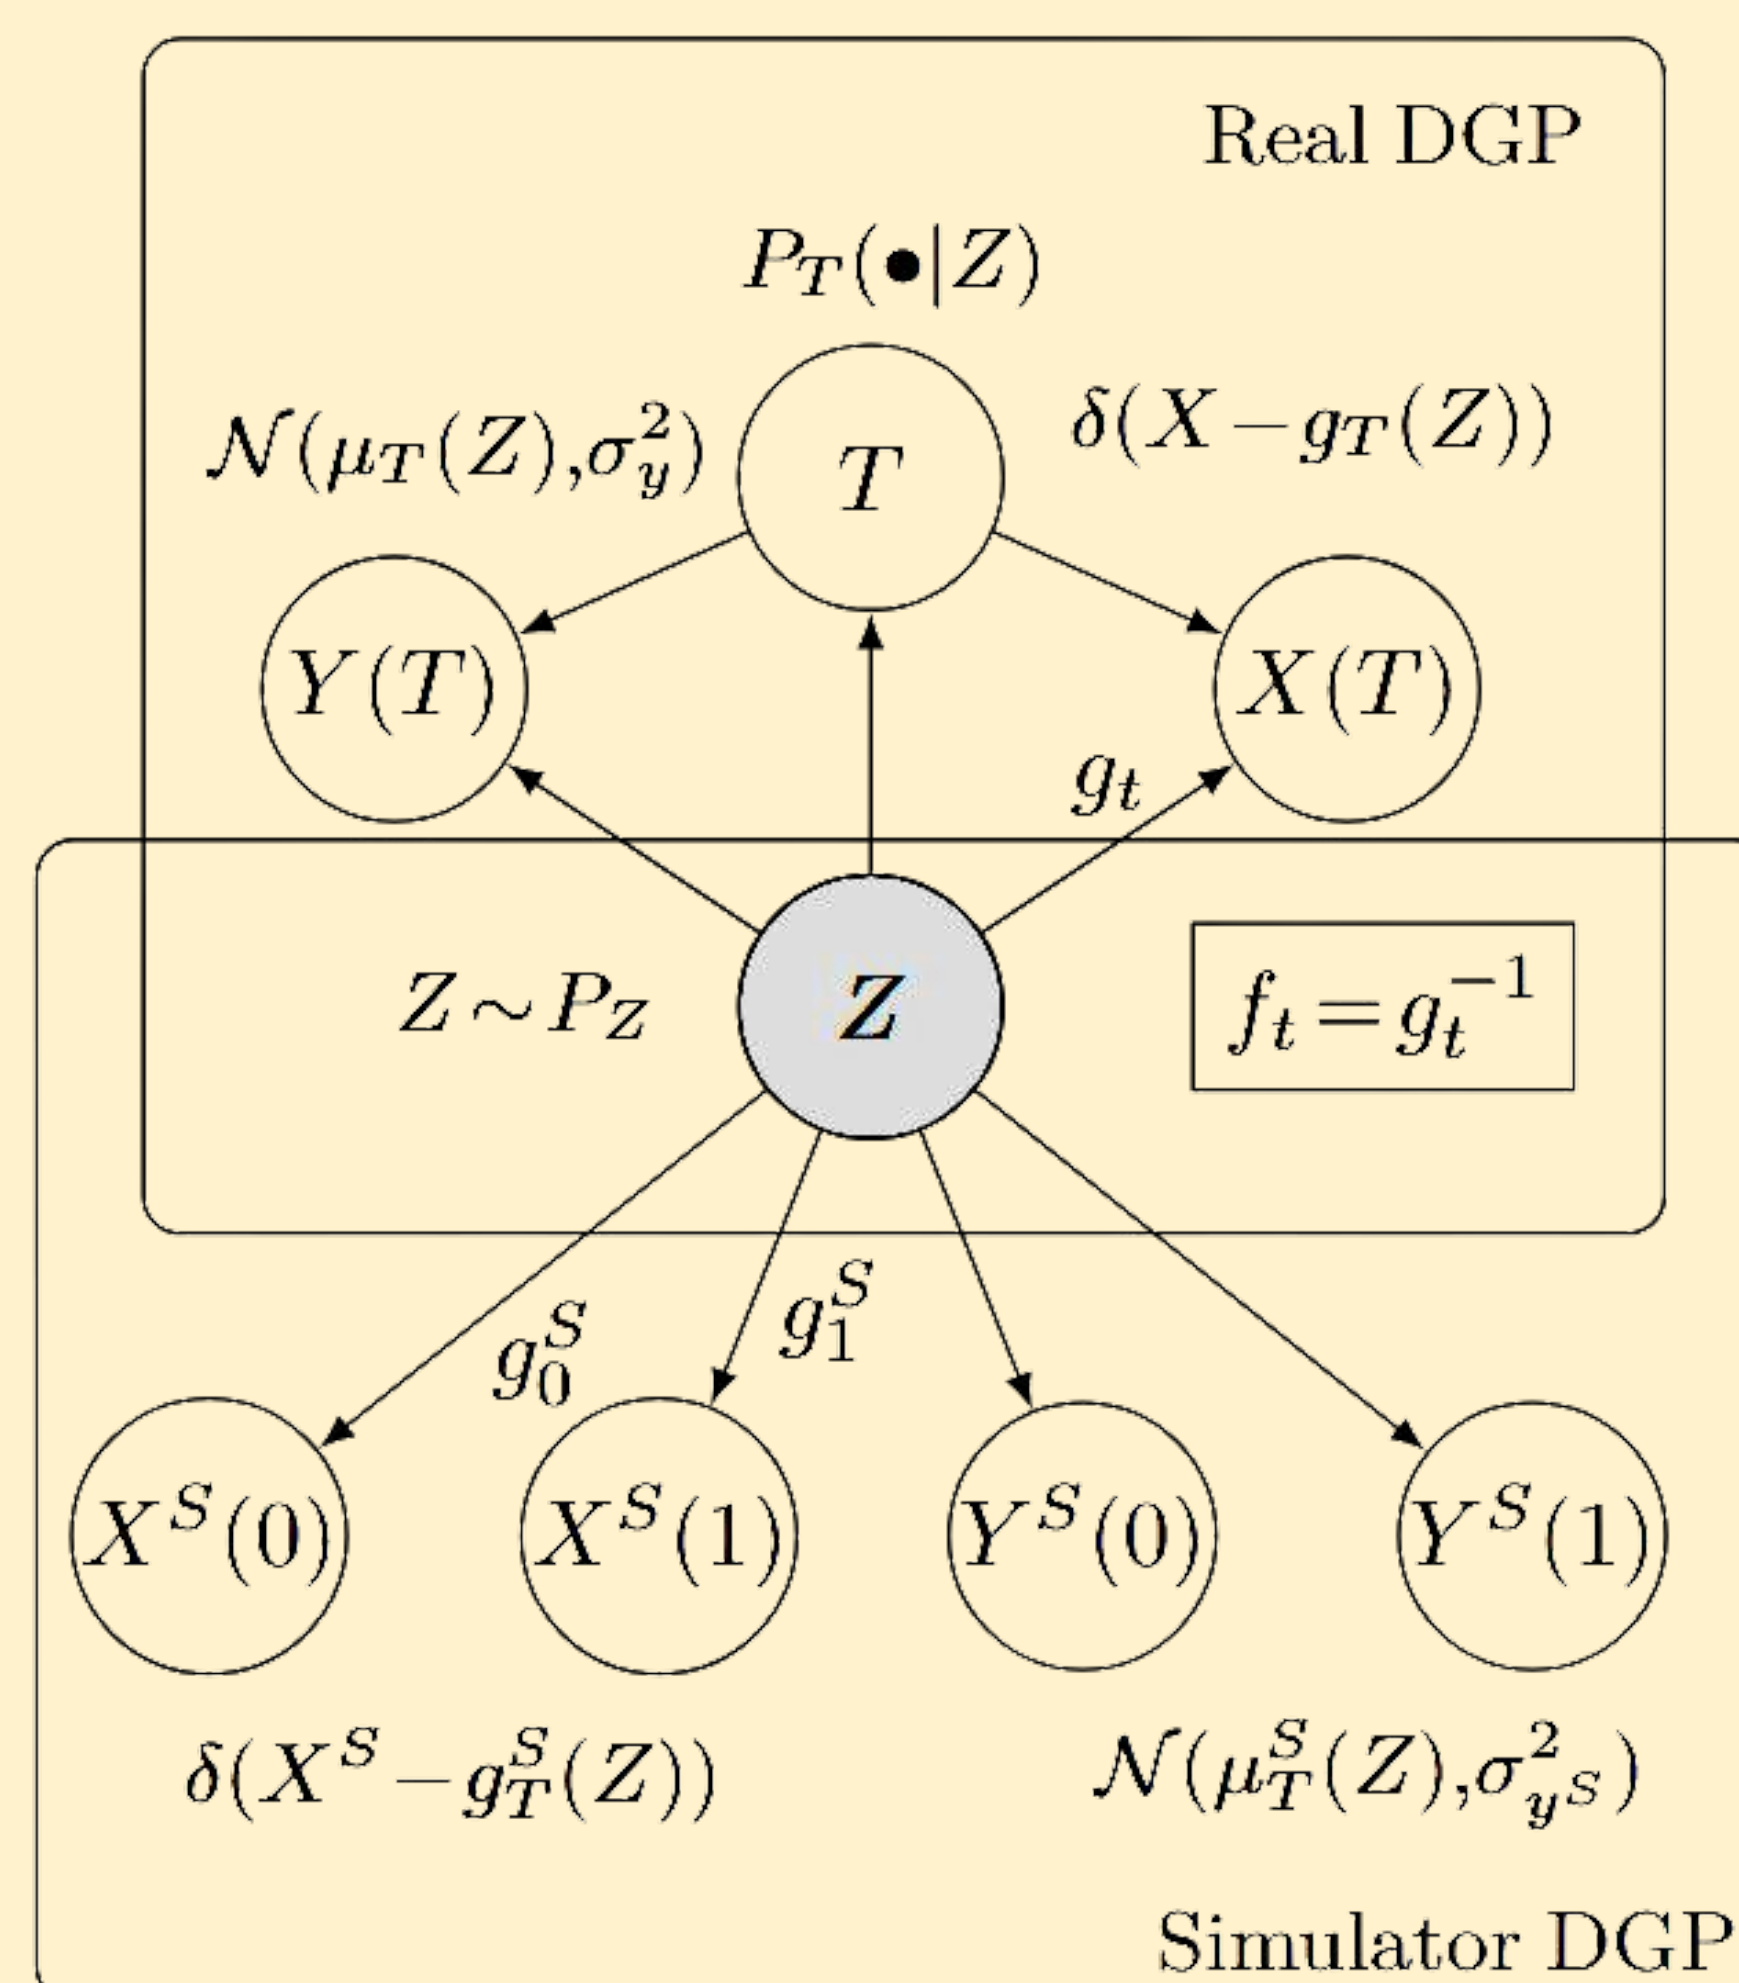 Real DGP
P_T(●|Z)
N(μ_T(Z),σ_y^2)
δ(X−g_T(Z))
T
Y(T)
X(T)
g_t
Z∼P_Z
Z
f_t=g_t^{−1}
g_0^S
g_1^S
X^S(0)
X^S(1)
Y^S(0)
Y^S(1)
δ(X^S−g_T^S(Z))
N(μ_T^S(Z),σ_{y^S}^2)
Simulator DGP